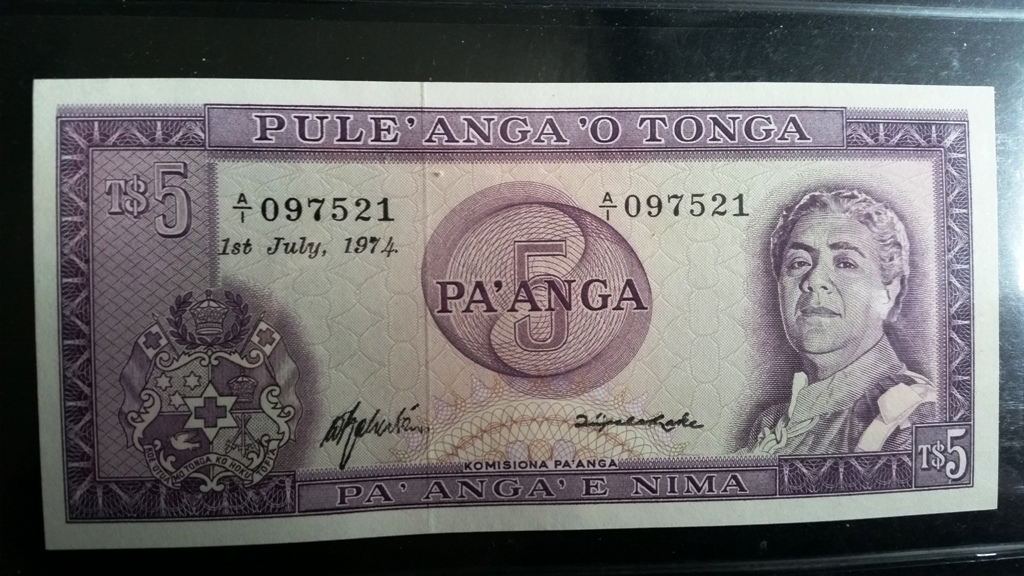 PULE'ANGA 'O TONGA
T$5
A/1 097521
A/1 097521
1st July, 1974.
5
PA'ANGA
KOMISIONA PA'ANGA
PA'ANGA 'E NIMA
T$5